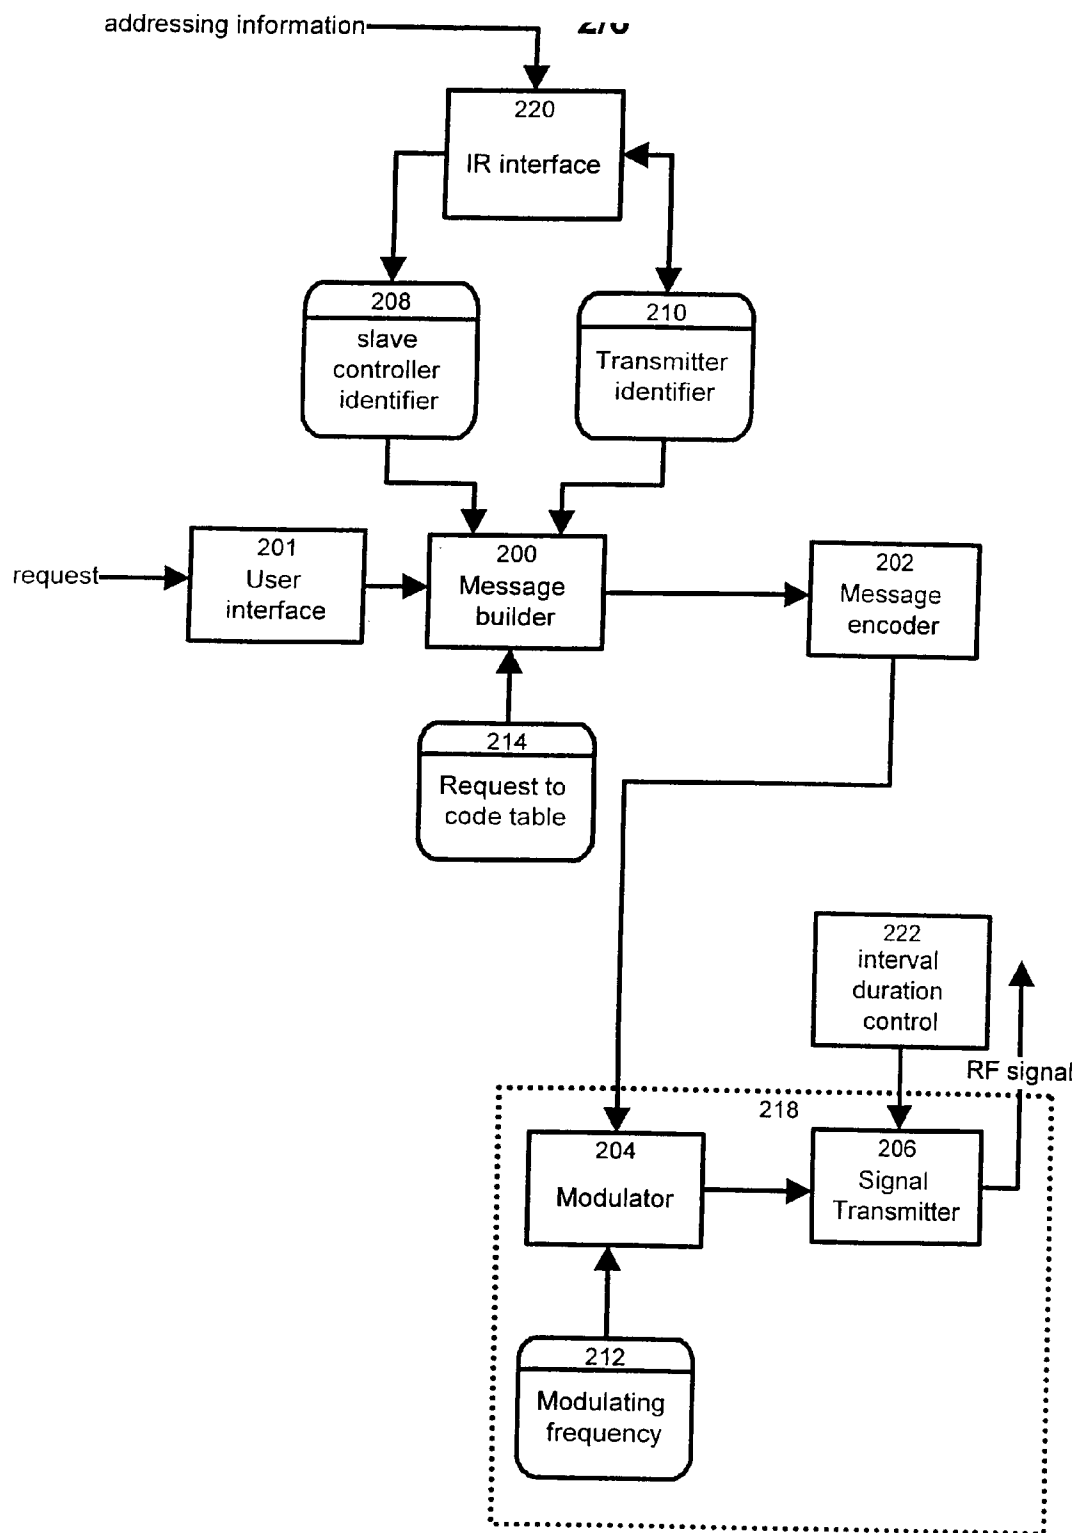 addressing information
220
IR interface
208
slave
controller
identifier
210
Transmitter
identifier
request
201
User
interface
200
Message
builder
202
Message
encoder
214
Request to
code table
222
interval
duration
control
RF signal
218
204
Modulator
206
Signal
Transmitter
212
Modulating
frequency